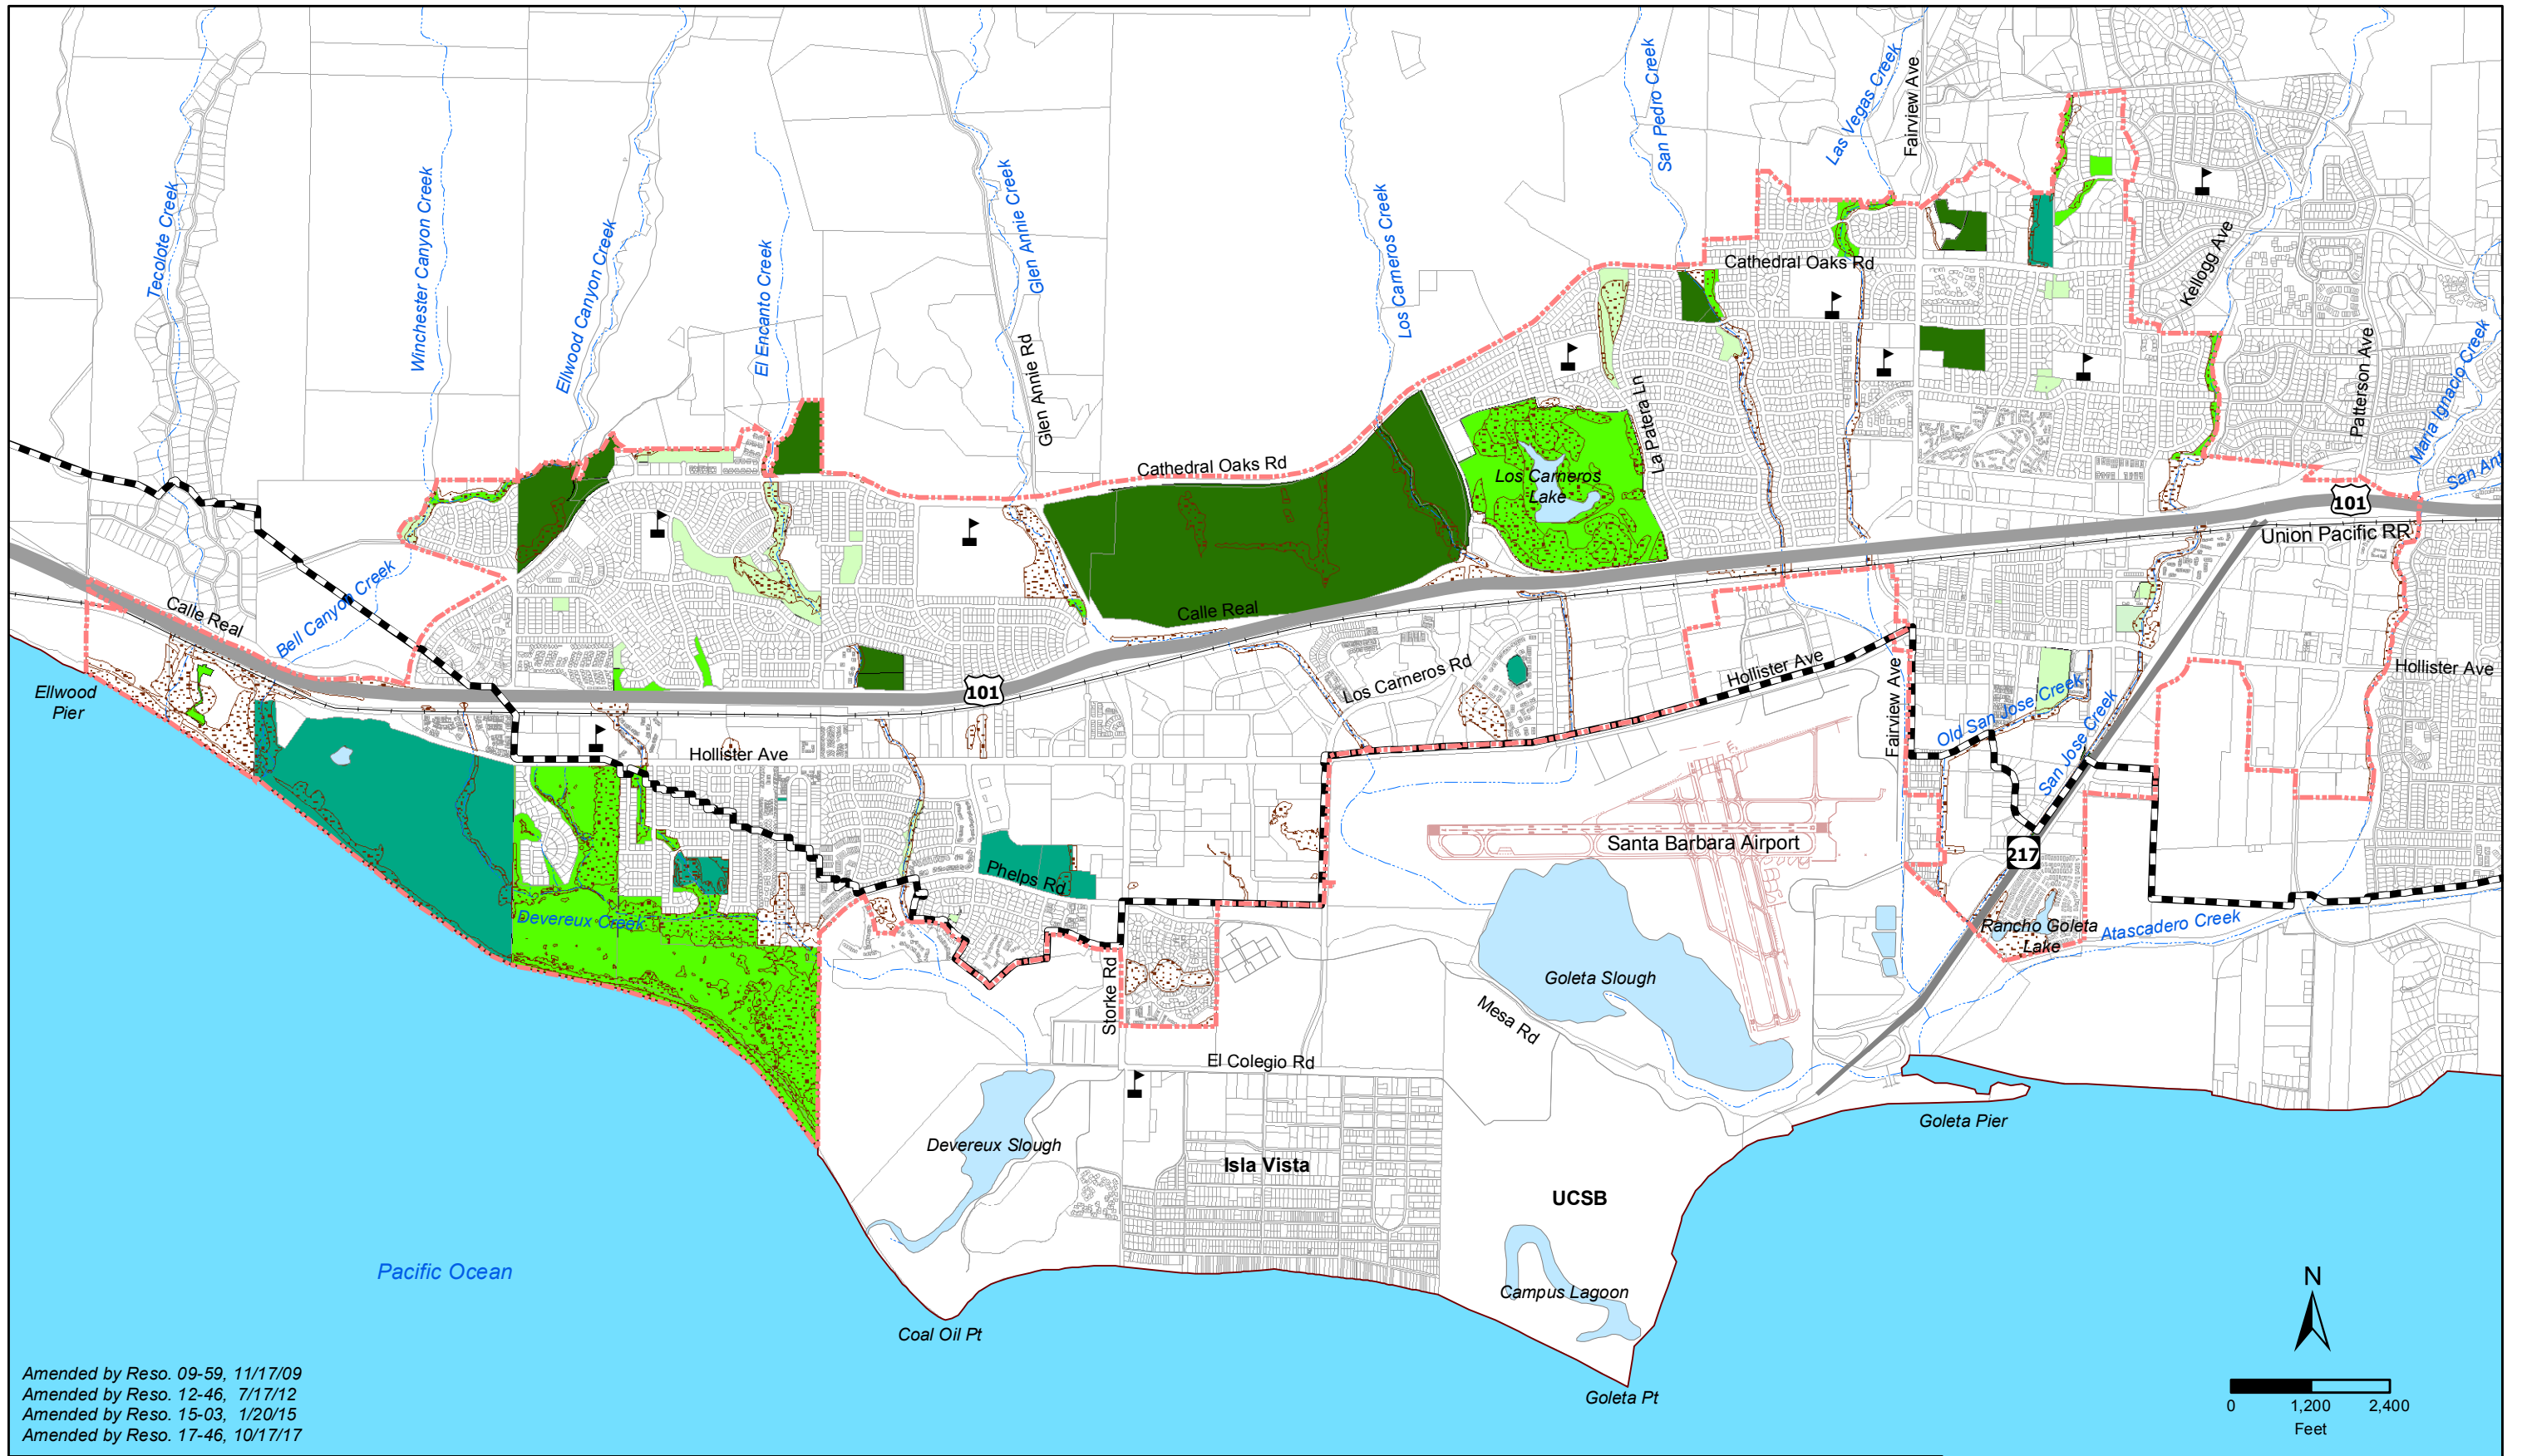 San Pedro Creek
Las Vegas Creek
Fairview Ave
Tecolote Creek
Winchester Canyon Creek
Ellwood Canyon Creek
El Encanto Creek
Glen Annie Creek
Los Carneros Creek
Cathedral Oaks Rd
Kellogg Ave
Glen Annie Rd
La Patera Ln
Patterson Ave
Maria Ignacio Creek
San Ant
Cathedral Oaks Rd
Los Carneros
Lake
101
Union Pacific RR
Bell Canyon Creek
Calle Real
Calle Real
Hollister Ave
Los Carneros Rd
Hollister Ave
Fairview Ave
Ellwood
Pier
101
Old San Jose Creek
San Jose Creek
Hollister Ave
Santa Barbara Airport
217
Phelps Rd
Devereux Creek
Rancho Goleta
Lake
Atascadero Creek
Goleta Slough
Storke Rd
Mesa Rd
El Colegio Rd
Goleta Pier
Devereux Slough
Isla Vista
UCSB
Pacific Ocean
Campus Lagoon
Coal Oil Pt
Goleta Pt
N
0 1,200 2,400
Feet
Amended by Reso. 09-59, 11/17/09
Amended by Reso. 12-46, 7/17/12
Amended by Reso. 15-03, 1/20/15
Amended by Reso. 17-46, 10/17/17